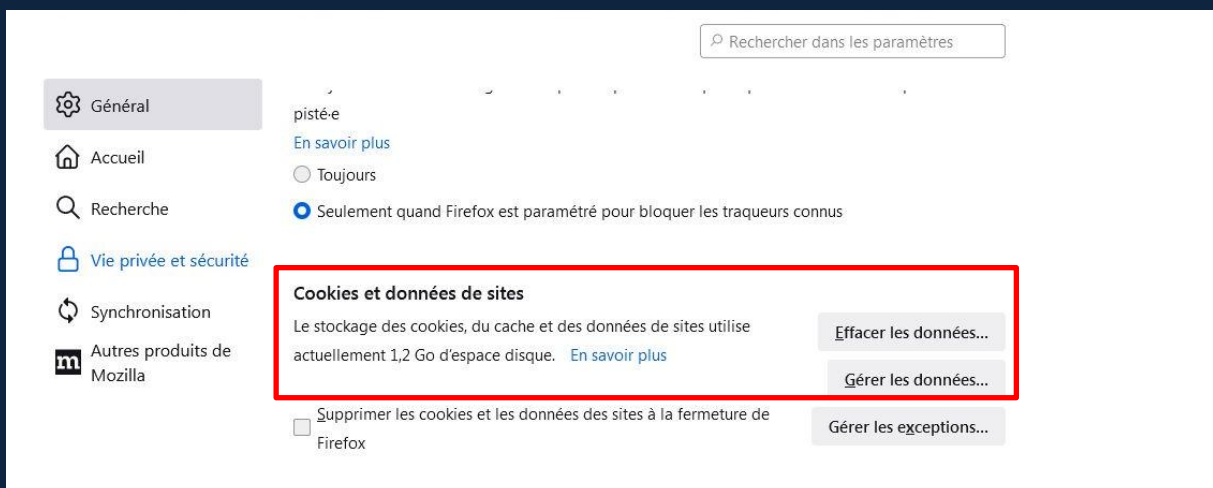 Rechercher dans les paramètres
Général
Accueil
Recherche
Vie privée et sécurité
Synchronisation
Autres produits de
Mozilla
pisté·e
En savoir plus
Toujours
Seulement quand Firefox est paramétré pour bloquer les traqueurs connus
Cookies et données de sites
Le stockage des cookies, du cache et des données de sites utilise
actuellement 1,2 Go d'espace disque. En savoir plus
Effacer les données...
Gérer les données...
Supprimer les cookies et les données des sites à la fermeture de
Firefox
Gérer les exceptions...